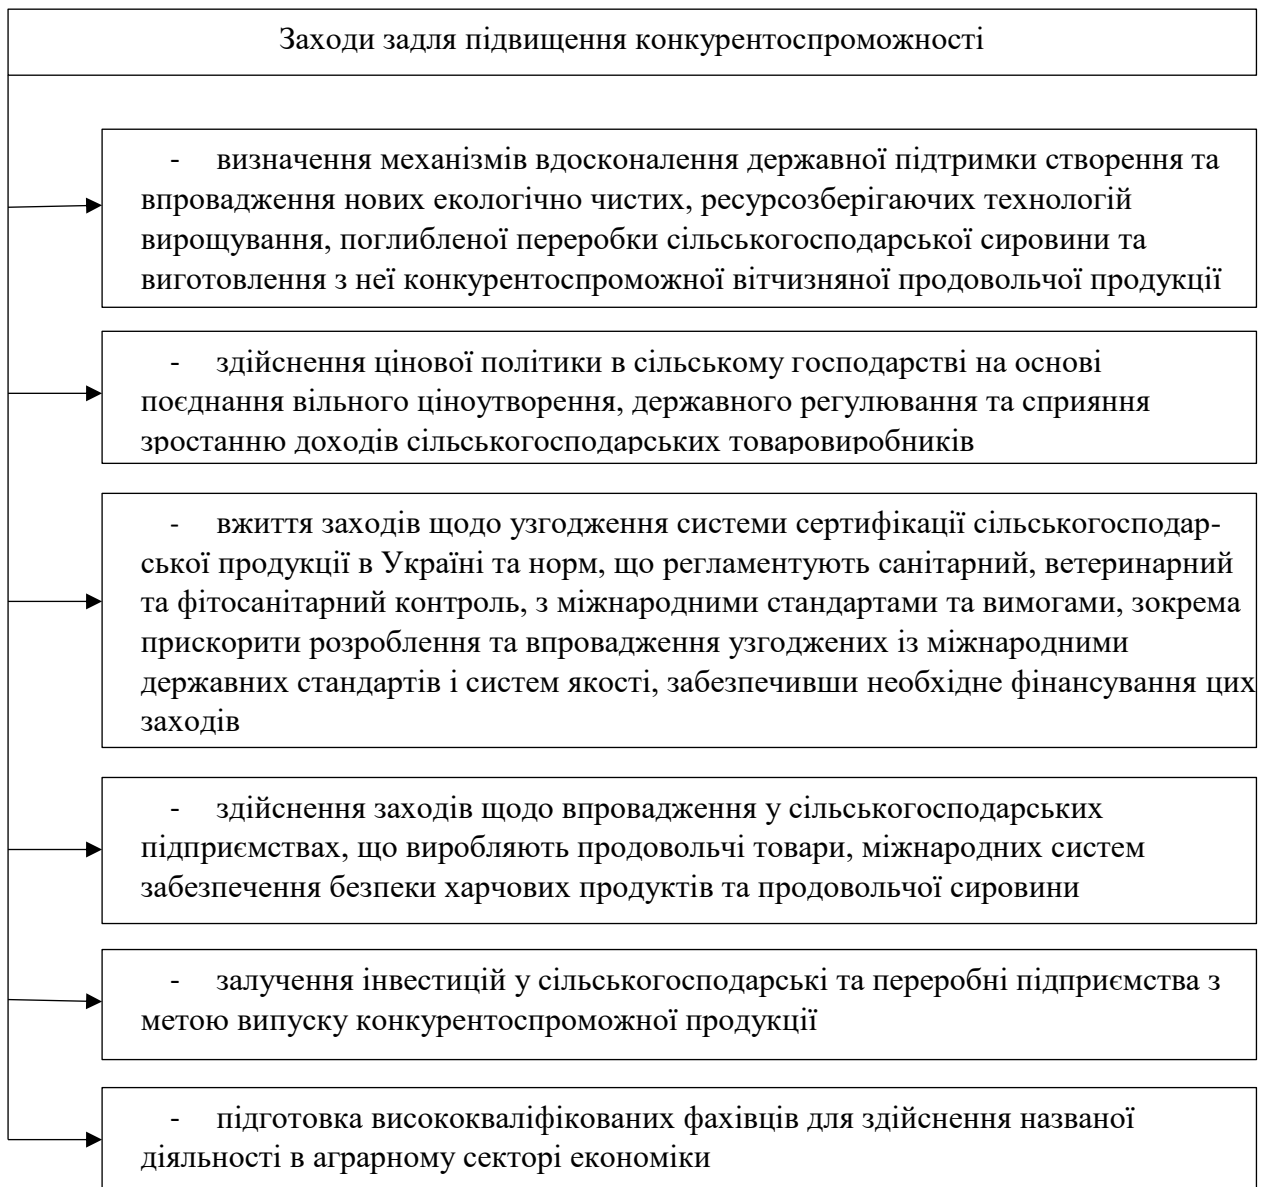 Заходи задля підвищення конкурентоспроможності
- визначення механізмів вдосконалення державної підтримки створення та
впровадження нових екологічно чистих, ресурсозберігаючих технологій
вирощування, поглибленої переробки сільськогосподарської сировини та
виготовлення з неї конкурентоспроможної вітчизняної продовольчої продукції
- здійснення цінової політики в сільському господарстві на основі
поєднання вільного ціноутворення, державного регулювання та сприяння
зростанню доходів сільськогосподарських товаровиробників
- вжиття заходів щодо узгодження системи сертифікації сільськогосподар-
ської продукції в Україні та норм, що регламентують санітарний, ветеринарний
та фітосанітарний контроль, з міжнародними стандартами та вимогами, зокрема
прискорити розроблення та впровадження узгоджених із міжнародними
державних стандартів і систем якості, забезпечивши необхідне фінансування цих
заходів
- здійснення заходів щодо впровадження у сільськогосподарських
підприємствах, що виробляють продовольчі товари, міжнародних систем
забезпечення безпеки харчових продуктів та продовольчої сировини
- залучення інвестицій у сільськогосподарські та переробні підприємства з
метою випуску конкурентоспроможної продукції
- підготовка висококваліфікованих фахівців для здійснення названої
діяльності в аграрному секторі економіки